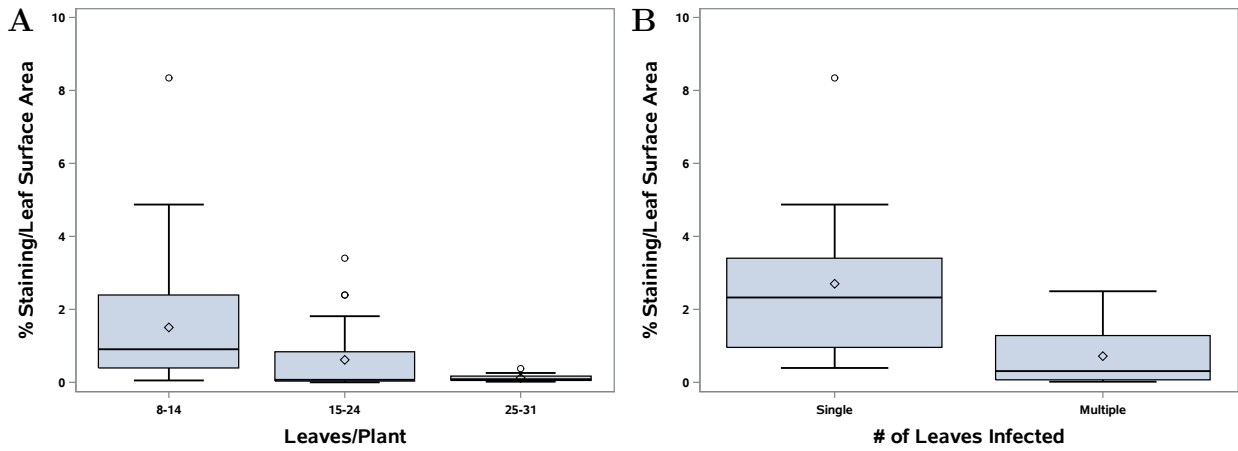 A
% Staining/Leaf Surface Area
10
8
6
4
2
0
8-14 15-24 25-31
Leaves/Plant
B
% Staining/Leaf Surface Area
10
8
6
4
2
0
Single Multiple
# of Leaves Infected